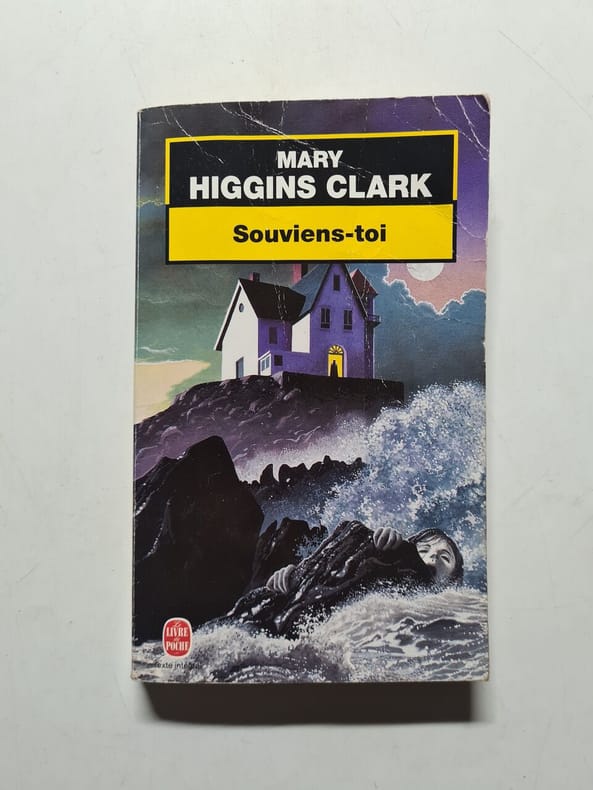 MARY
HIGGINS CLARK
Souviens-toi
Le
LIVRE
de
POCHE
texte intégral